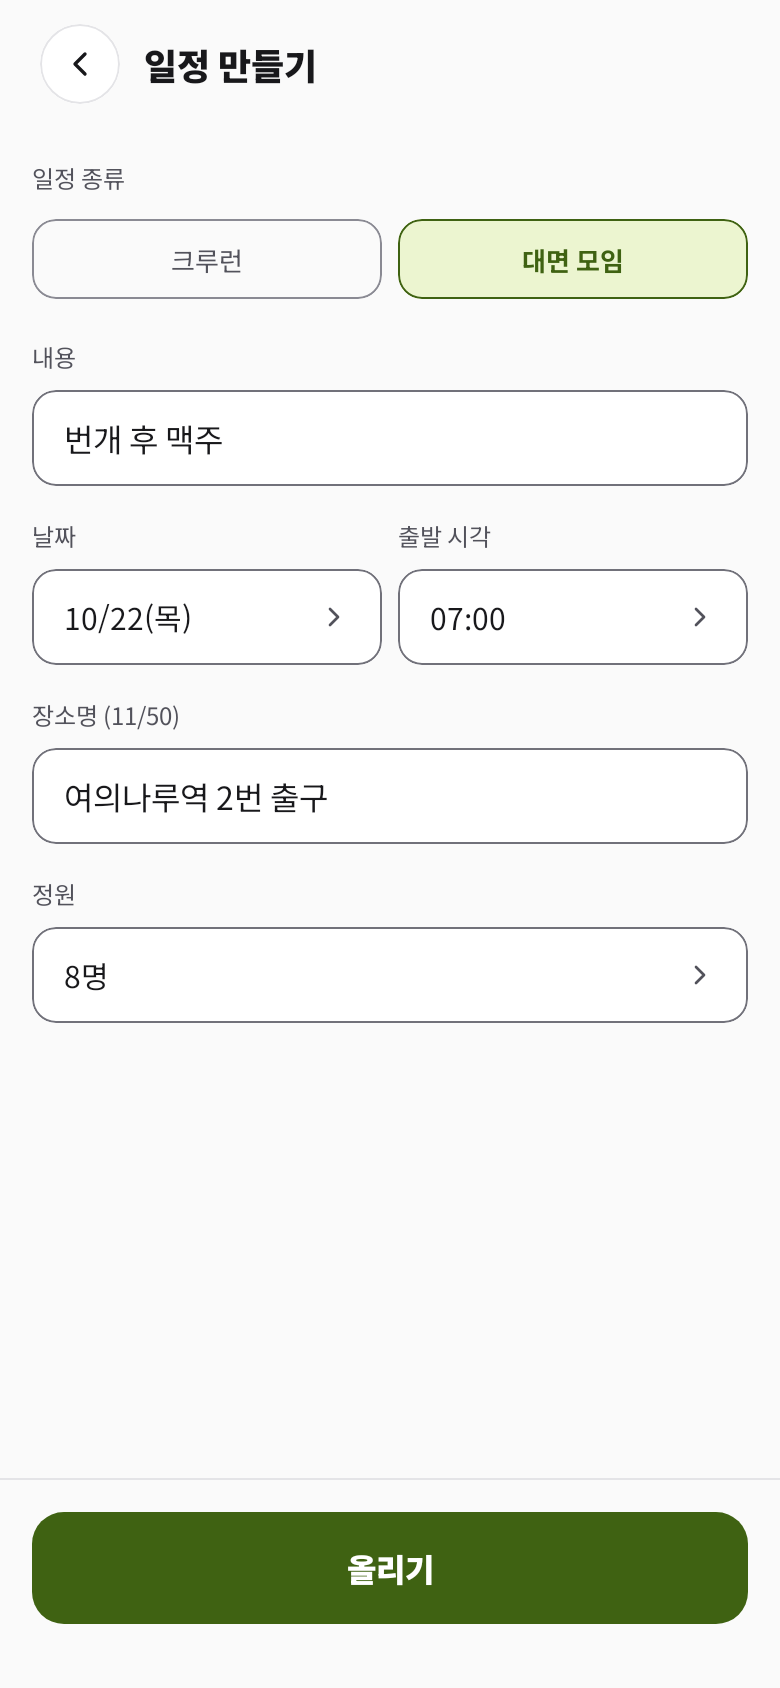 일정 만들기
일정 종류
크루런
대면 모임
내용
번개 후 맥주
날짜
출발 시각
10/22(목)
07:00
장소명 (11/50)
여의나루역 2번 출구
정원
8명
올리기